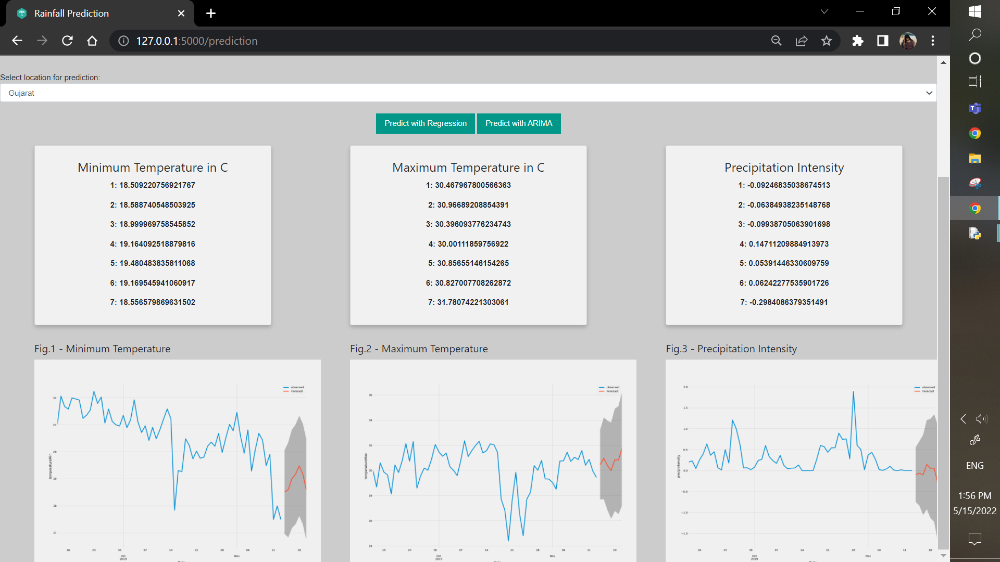 Rainfall Prediction
127.0.0.1:5000/prediction
Select location for prediction:
Gujarat
Predict with Regression
Predict with ARIMA
Minimum Temperature in C
1: 18.509220756921767
2: 18.588740548503925
3: 18.999969758545852
4: 19.164092518879816
5: 19.480483835811068
6: 19.169545941060917
7: 18.556579869631502
Maximum Temperature in C
1: 30.467967800566363
2: 30.96689208854391
3: 30.396093776234743
4: 30.00111859756922
5: 30.85655146154265
6: 30.827007708262872
7: 31.78074221303061
Precipitation Intensity
1: -0.09246835038674513
2: -0.06384938235148768
3: -0.09938705063901698
4: 0.14711209884913973
5: 0.05391446330609759
6: 0.06242277535901726
7: -0.2984086379351491
Fig.1 - Minimum Temperature
observed
Forecast
22
21
20
19
18
17
temperatureMin
16 23 30 07 14 21 28 04 11 18
Oct Nov
2019
Fig.2 - Maximum Temperature
observed
Forecast
36
34
32
30
28
26
24
temperatureMax
16 23 30 07 14 21 28 04 11 18
Oct Nov
2019
Fig.3 - Precipitation Intensity
observed
Forecast
2.0
1.5
1.0
0.5
0.0
−0.5
−1.0
−1.5
precipIntensity
16 23 30 07 14 21 28 04 11 18
Oct Nov
2019
ENG
1:56 PM
5/15/2022